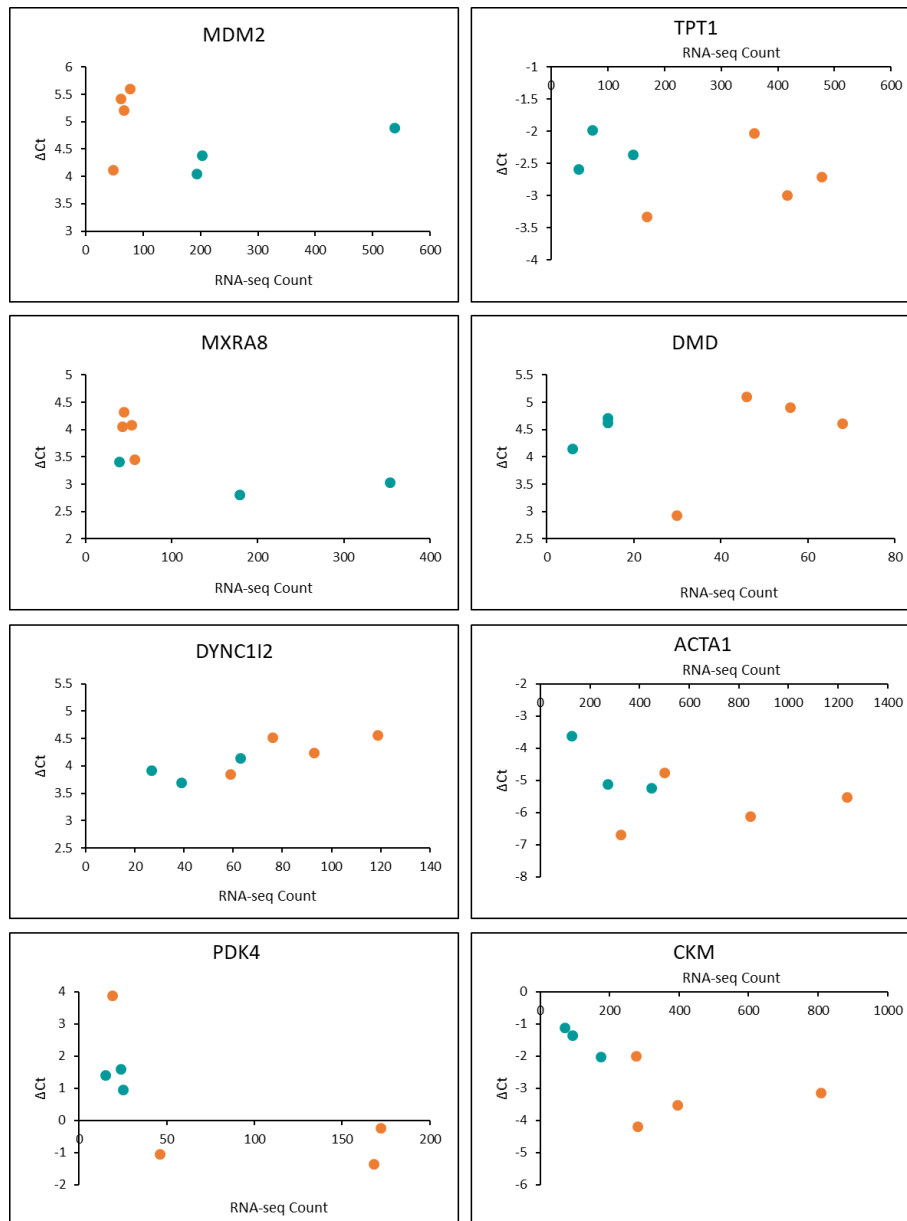 MDM2
6
5.5
5
4.5
4
3.5
3
ΔCt
0 100 200 300 400 500 600
RNA-seq Count
TPT1
RNA-seq Count
0 100 200 300 400 500 600
-1
-1.5
-2
-2.5
-3
-3.5
-4
ΔCt
MXRA8
5
4.5
4
3.5
3
2.5
2
ΔCt
0 100 200 300 400
RNA-seq Count
DMD
5.5
5
4.5
4
3.5
3
2.5
ΔCt
0 20 40 60 80
RNA-seq Count
DYNC1I2
5.5
5
4.5
4
3.5
3
2.5
ΔCt
0 20 40 60 80 100 120 140
RNA-seq Count
ACTA1
RNA-seq Count
0 200 400 600 800 1000 1200 1400
-2
-3
-4
-5
-6
-7
-8
ΔCt
PDK4
4
3
2
1
0
-1
-2
ΔCt
0 50 100 150 200
RNA-seq Count
CKM
RNA-seq Count
0 200 400 600 800 1000
0
-1
-2
-3
-4
-5
-6
ΔCt